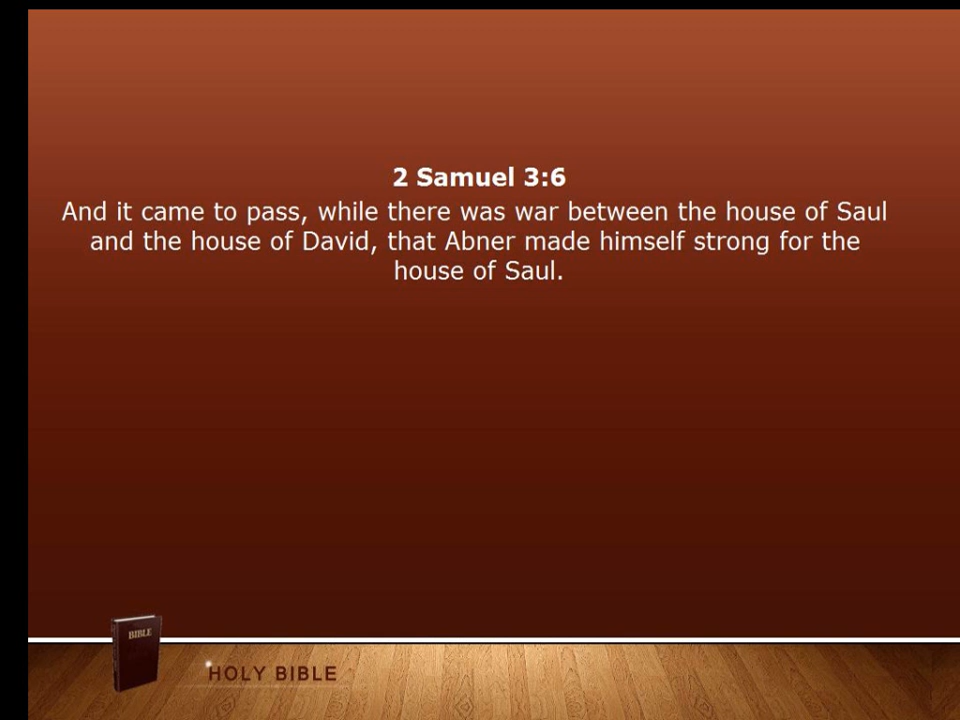 2 Samuel 3:6
And it came to pass, while there was war between the house of Saul
and the house of David, that Abner made himself strong for the
house of Saul.
BIBLE
HOLY BIBLE